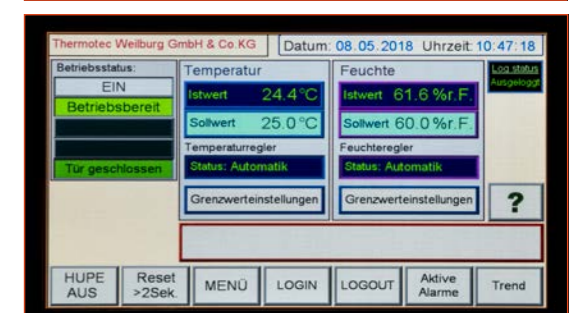 Thermotec Weilburg GmbH & Co.KG
Datum: 08.05.2018 Uhrzeit: 10:47:18
Betriebsstatus:
EIN
Betriebsbereit
Tür geschlossen
Temperatur
Istwert 24.4°C
Sollwert 25.0°C
Temperaturregler
Status: Automatik
Grenzwerteinstellungen
Feuchte
Istwert 61.6%r.F.
Sollwert 60.0%r.F.
Feuchteregler
Status: Automatik
Grenzwerteinstellungen
Log status
Ausgeloggt
?
HUPE
AUS
Reset
>2Sek.
MENÜ
LOGIN
LOGOUT
Aktive
Alarme
Trend